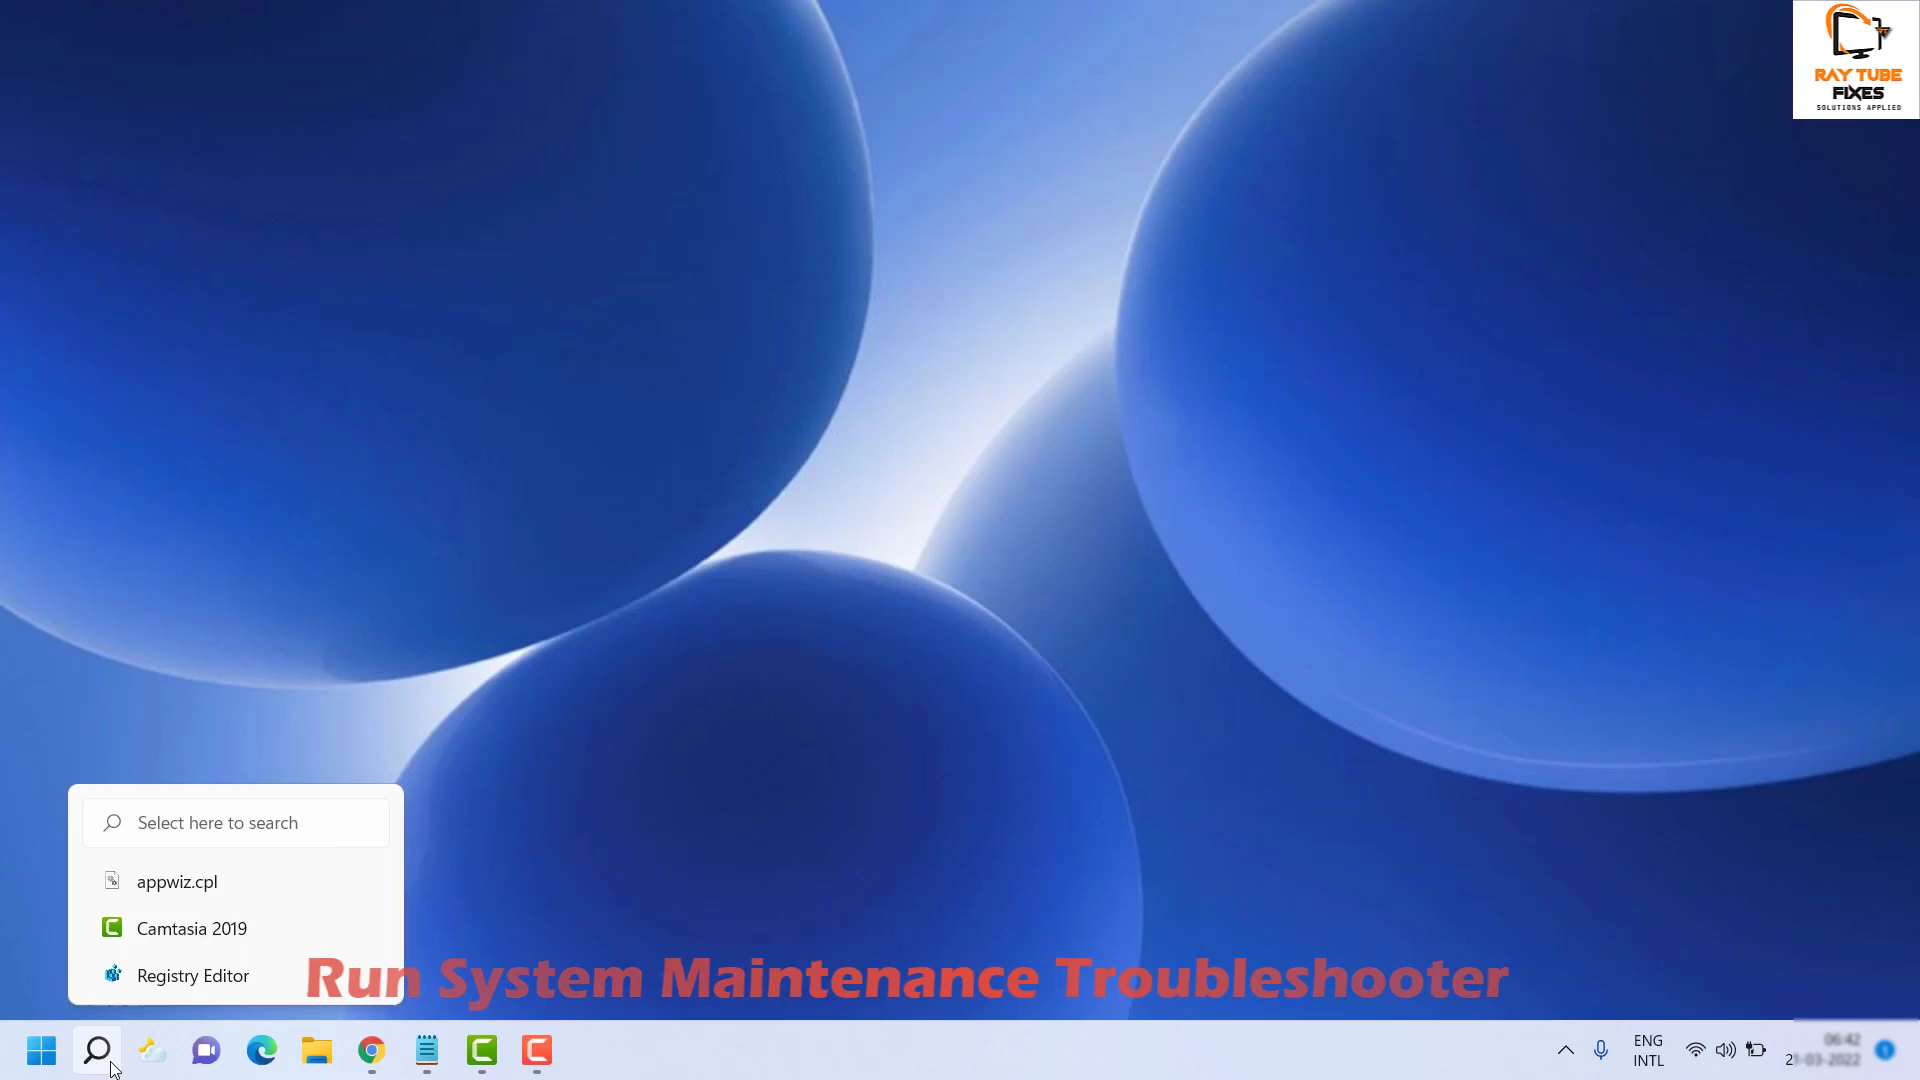 RAY TUBE
FIXES
SOLUTIONS APPLIED
Select here to search
appwiz.cpl
Camtasia 2019
Registry Editor
Run System Maintenance Troubleshooter
ENG
INTL
06:42
21-03-2022
1